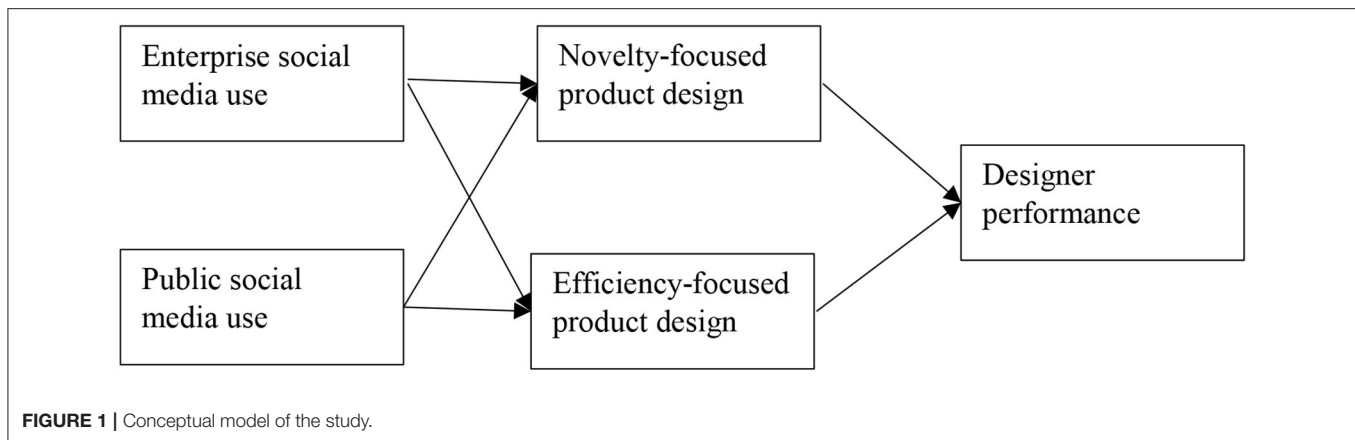 Enterprise social
media use
Novelty-focused
product design
Designer
performance
Public social
media use
Efficiency-focused
product design
FIGURE 1 | Conceptual model of the study.